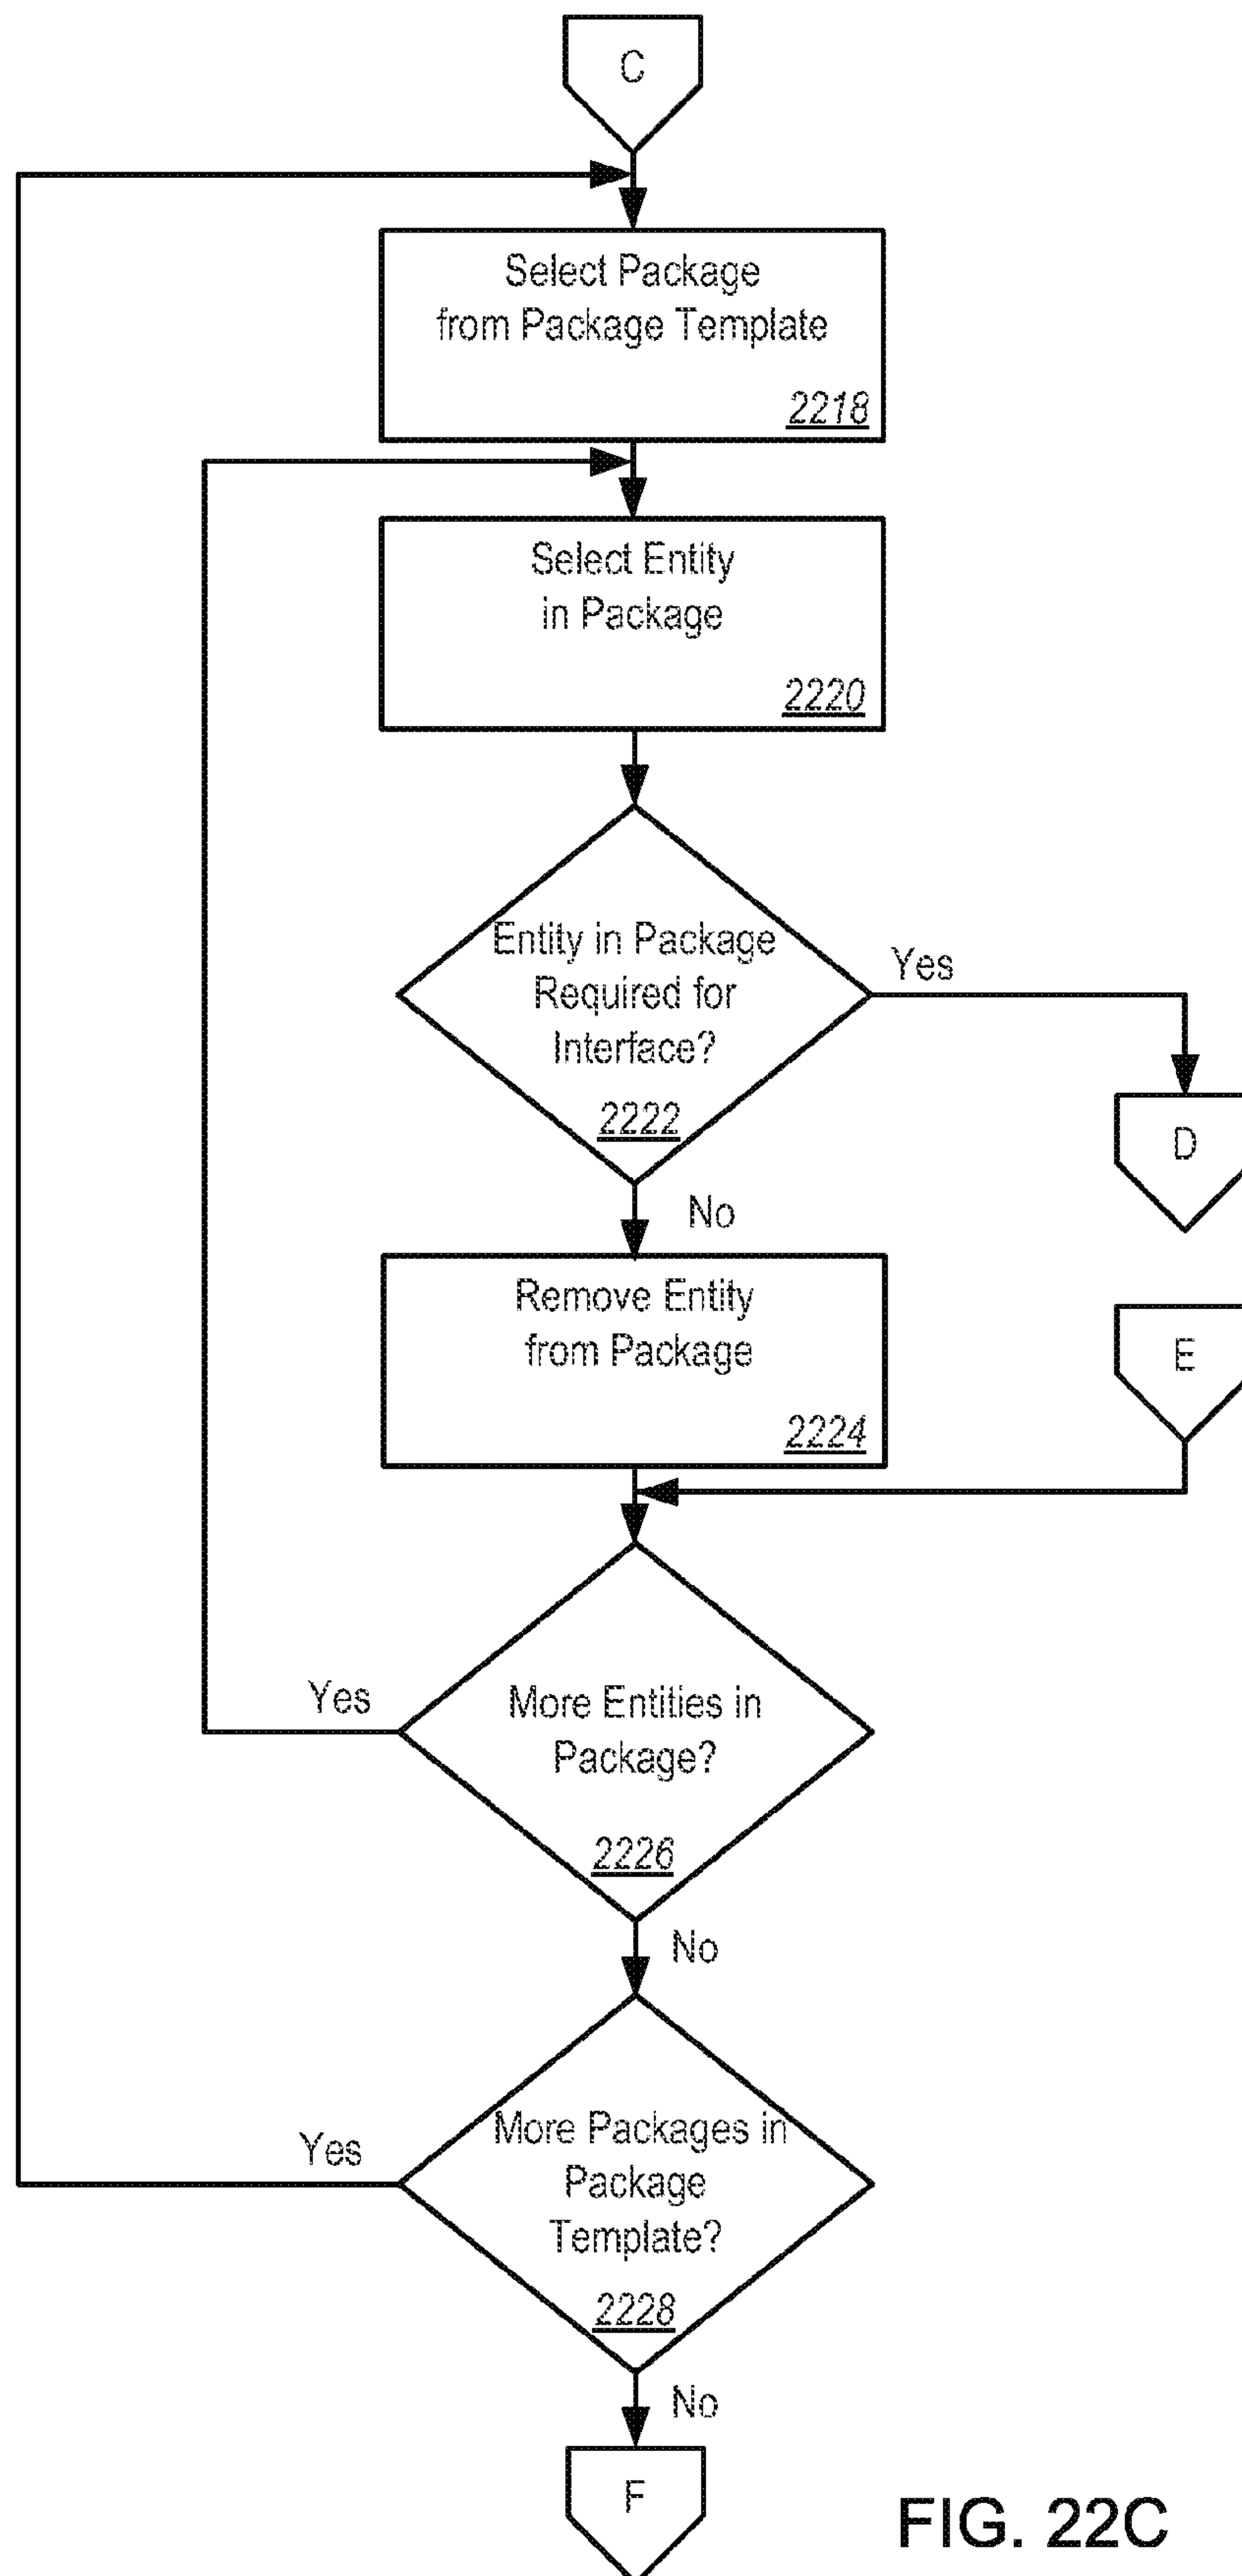 C
Select Package
from Package Template
2218
Select Entity
in Package
2220
Entity in Package
Required for
Interface?
2222
Yes
D
No
Remove Entity
from Package
2224
E
More Entities in
Package?
2226
Yes
No
More Packages in
Package
Template?
2228
Yes
No
F
FIG. 22C